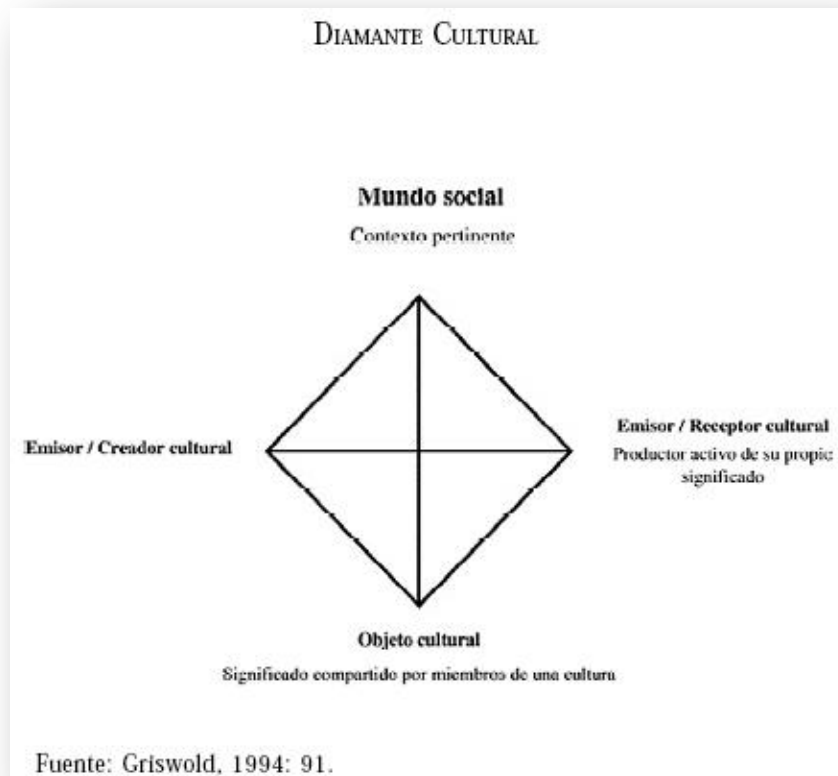 DIAMANTE CULTURAL
Mundo social
Contexto pertinente
Emisor / Creador cultural
Emisor / Receptor cultural
Productor activo de su propic
significado
Objeto cultural
Significado compartido por miembros de una cultura
Fuente: Griswold, 1994: 91.